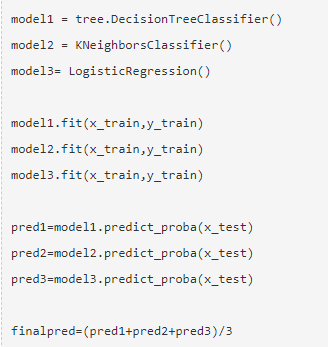 model1 = tree.DecisionTreeClassifier()
model2 = KNeighborsClassifier()
model3= LogisticRegression()
model1.fit(x_train,y_train)
model2.fit(x_train,y_train)
model3.fit(x_train,y_train)
pred1=model1.predict_proba(x_test)
pred2=model2.predict_proba(x_test)
pred3=model3.predict_proba(x_test)
finalpred=(pred1+pred2+pred3)/3